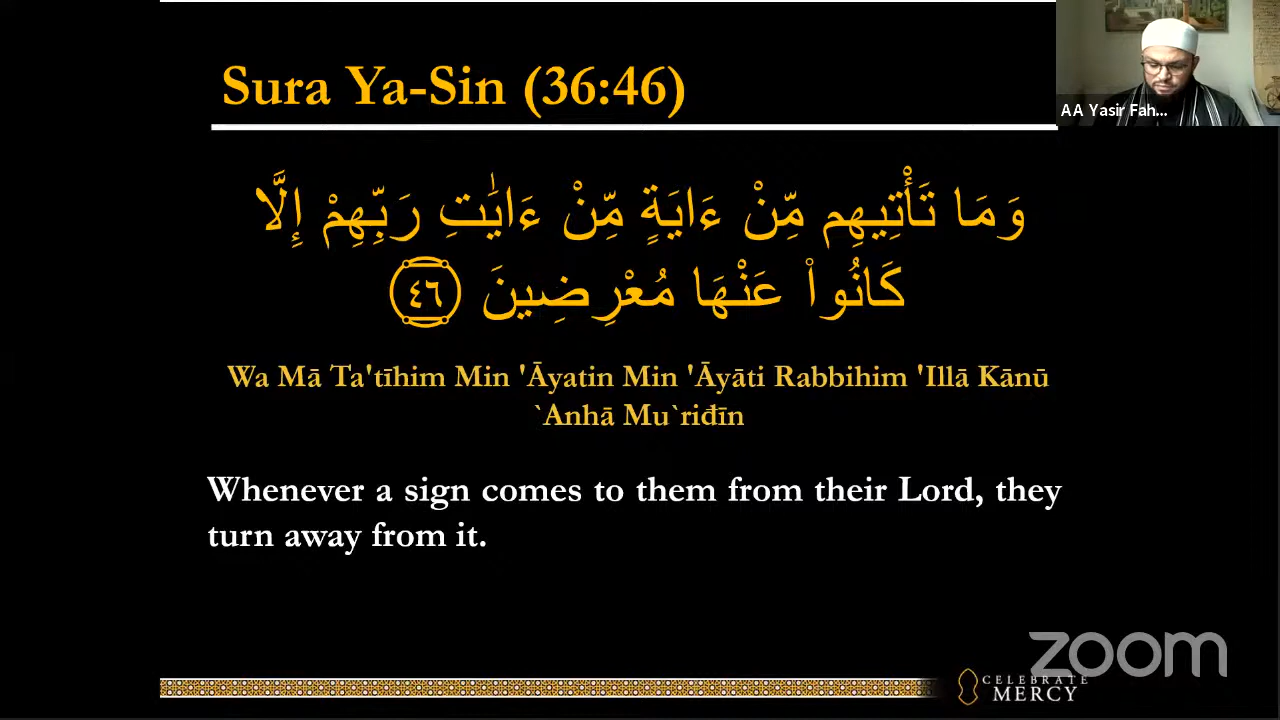 Sura Ya-Sin (36:46)
AA Yasir Fah...
وَمَا تَأْتِيهِم مِّنْ ءَايَةٍ مِّنْ ءَايَٰتِ رَبِّهِمْ إِلَّا
كَانُوا۟ عَنْهَا مُعْرِضِينَ ٤٦
Wa Mā Ta'tīhim Min 'Āyatin Min 'Āyāti Rabbihim 'Illā Kānū
`Anhā Mu`riđīn
Whenever a sign comes to them from their Lord, they
turn away from it.
zoom
CELEBRATE
MERCY